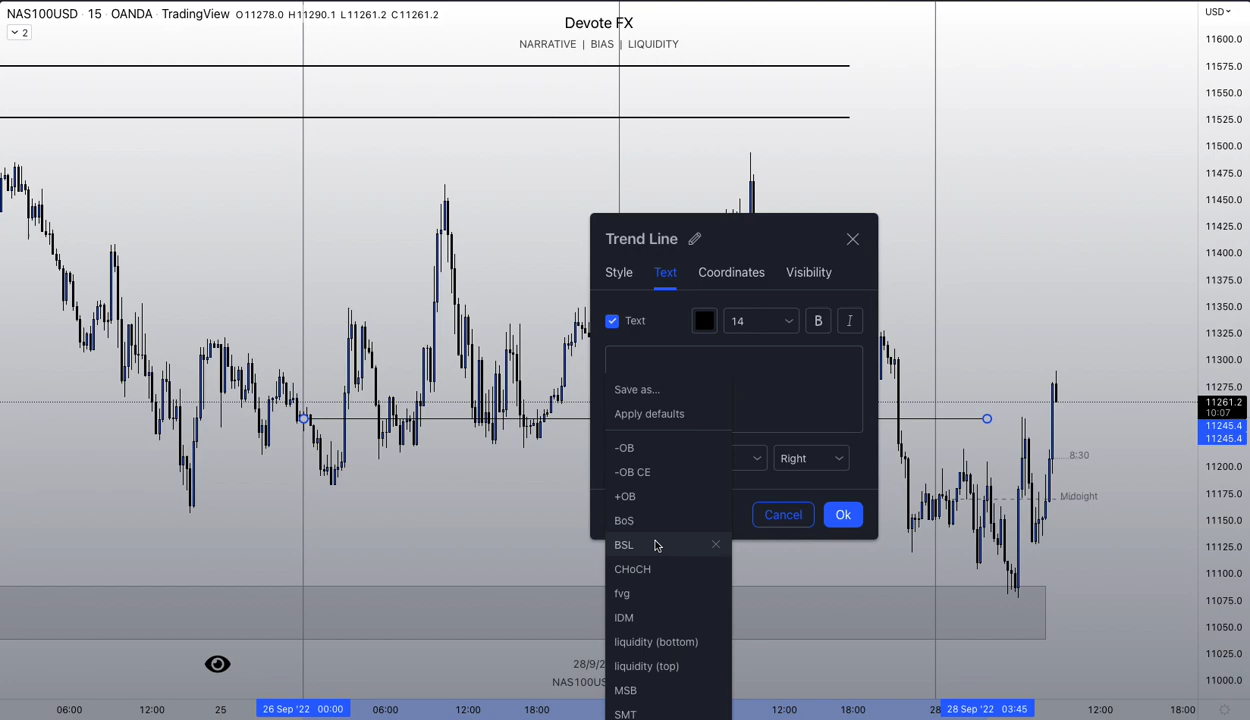 NAS100USD · 15 · OANDA · TradingView O11278.0 H11290.1 L11261.2 C11261.2
2
Devote FX
NARRATIVE | BIAS | LIQUIDITY
USD
11600.0
11575.0
11550.0
11525.0
11500.0
11475.0
11450.0
11425.0
11400.0
11375.0
11350.0
11325.0
11300.0
11275.0
11261.2
10:07
11245.4
11245.4
11200.0
11175.0
11150.0
11125.0
11100.0
11075.0
11050.0
11025.0
11000.0
Trend Line
Style Text Coordinates Visibility
Text 14 B I
Save as...
Apply defaults
-OB
-OB CE
+OB
BoS
BSL
CHoCH
fvg
IDM
liquidity (bottom)
liquidity (top)
MSB
SMT
Right
Cancel Ok
8:30
Midnight
28/9/2
NAS100US
06:00 12:00 25 26 Sep '22 00:00 06:00 12:00 18:00 12:00 18:00 28 28 Sep '22 03:45 12:00 18:00